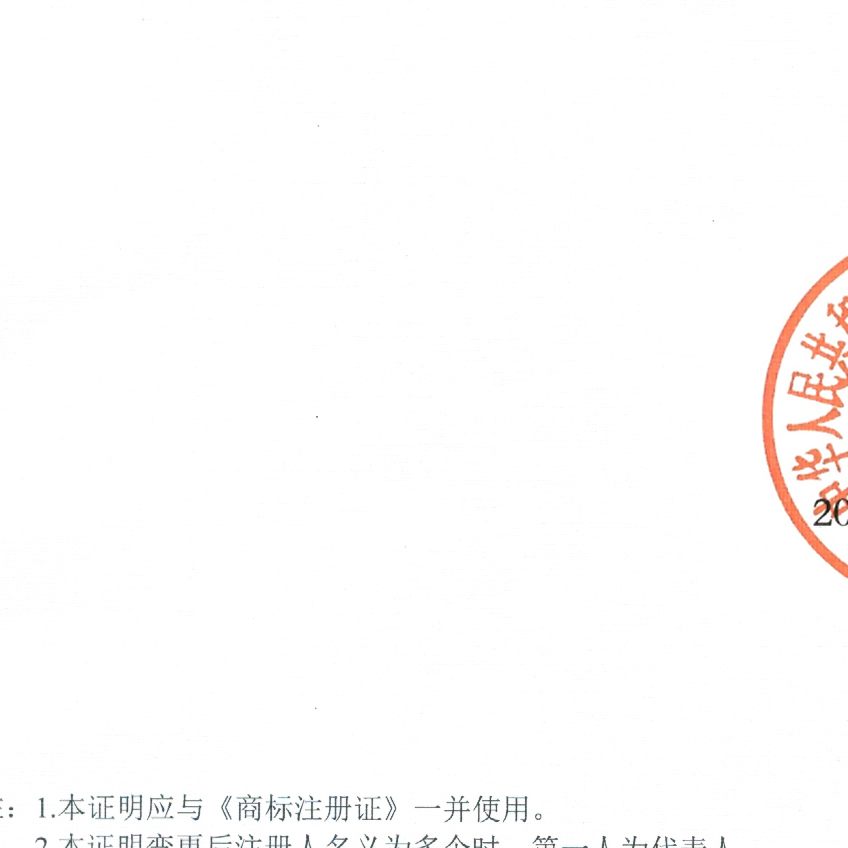 中华人民共和
20
注：1.本证明应与《商标注册证》一并使用。
2.本证明变更后注册人名义为多个时，第一人为代表人